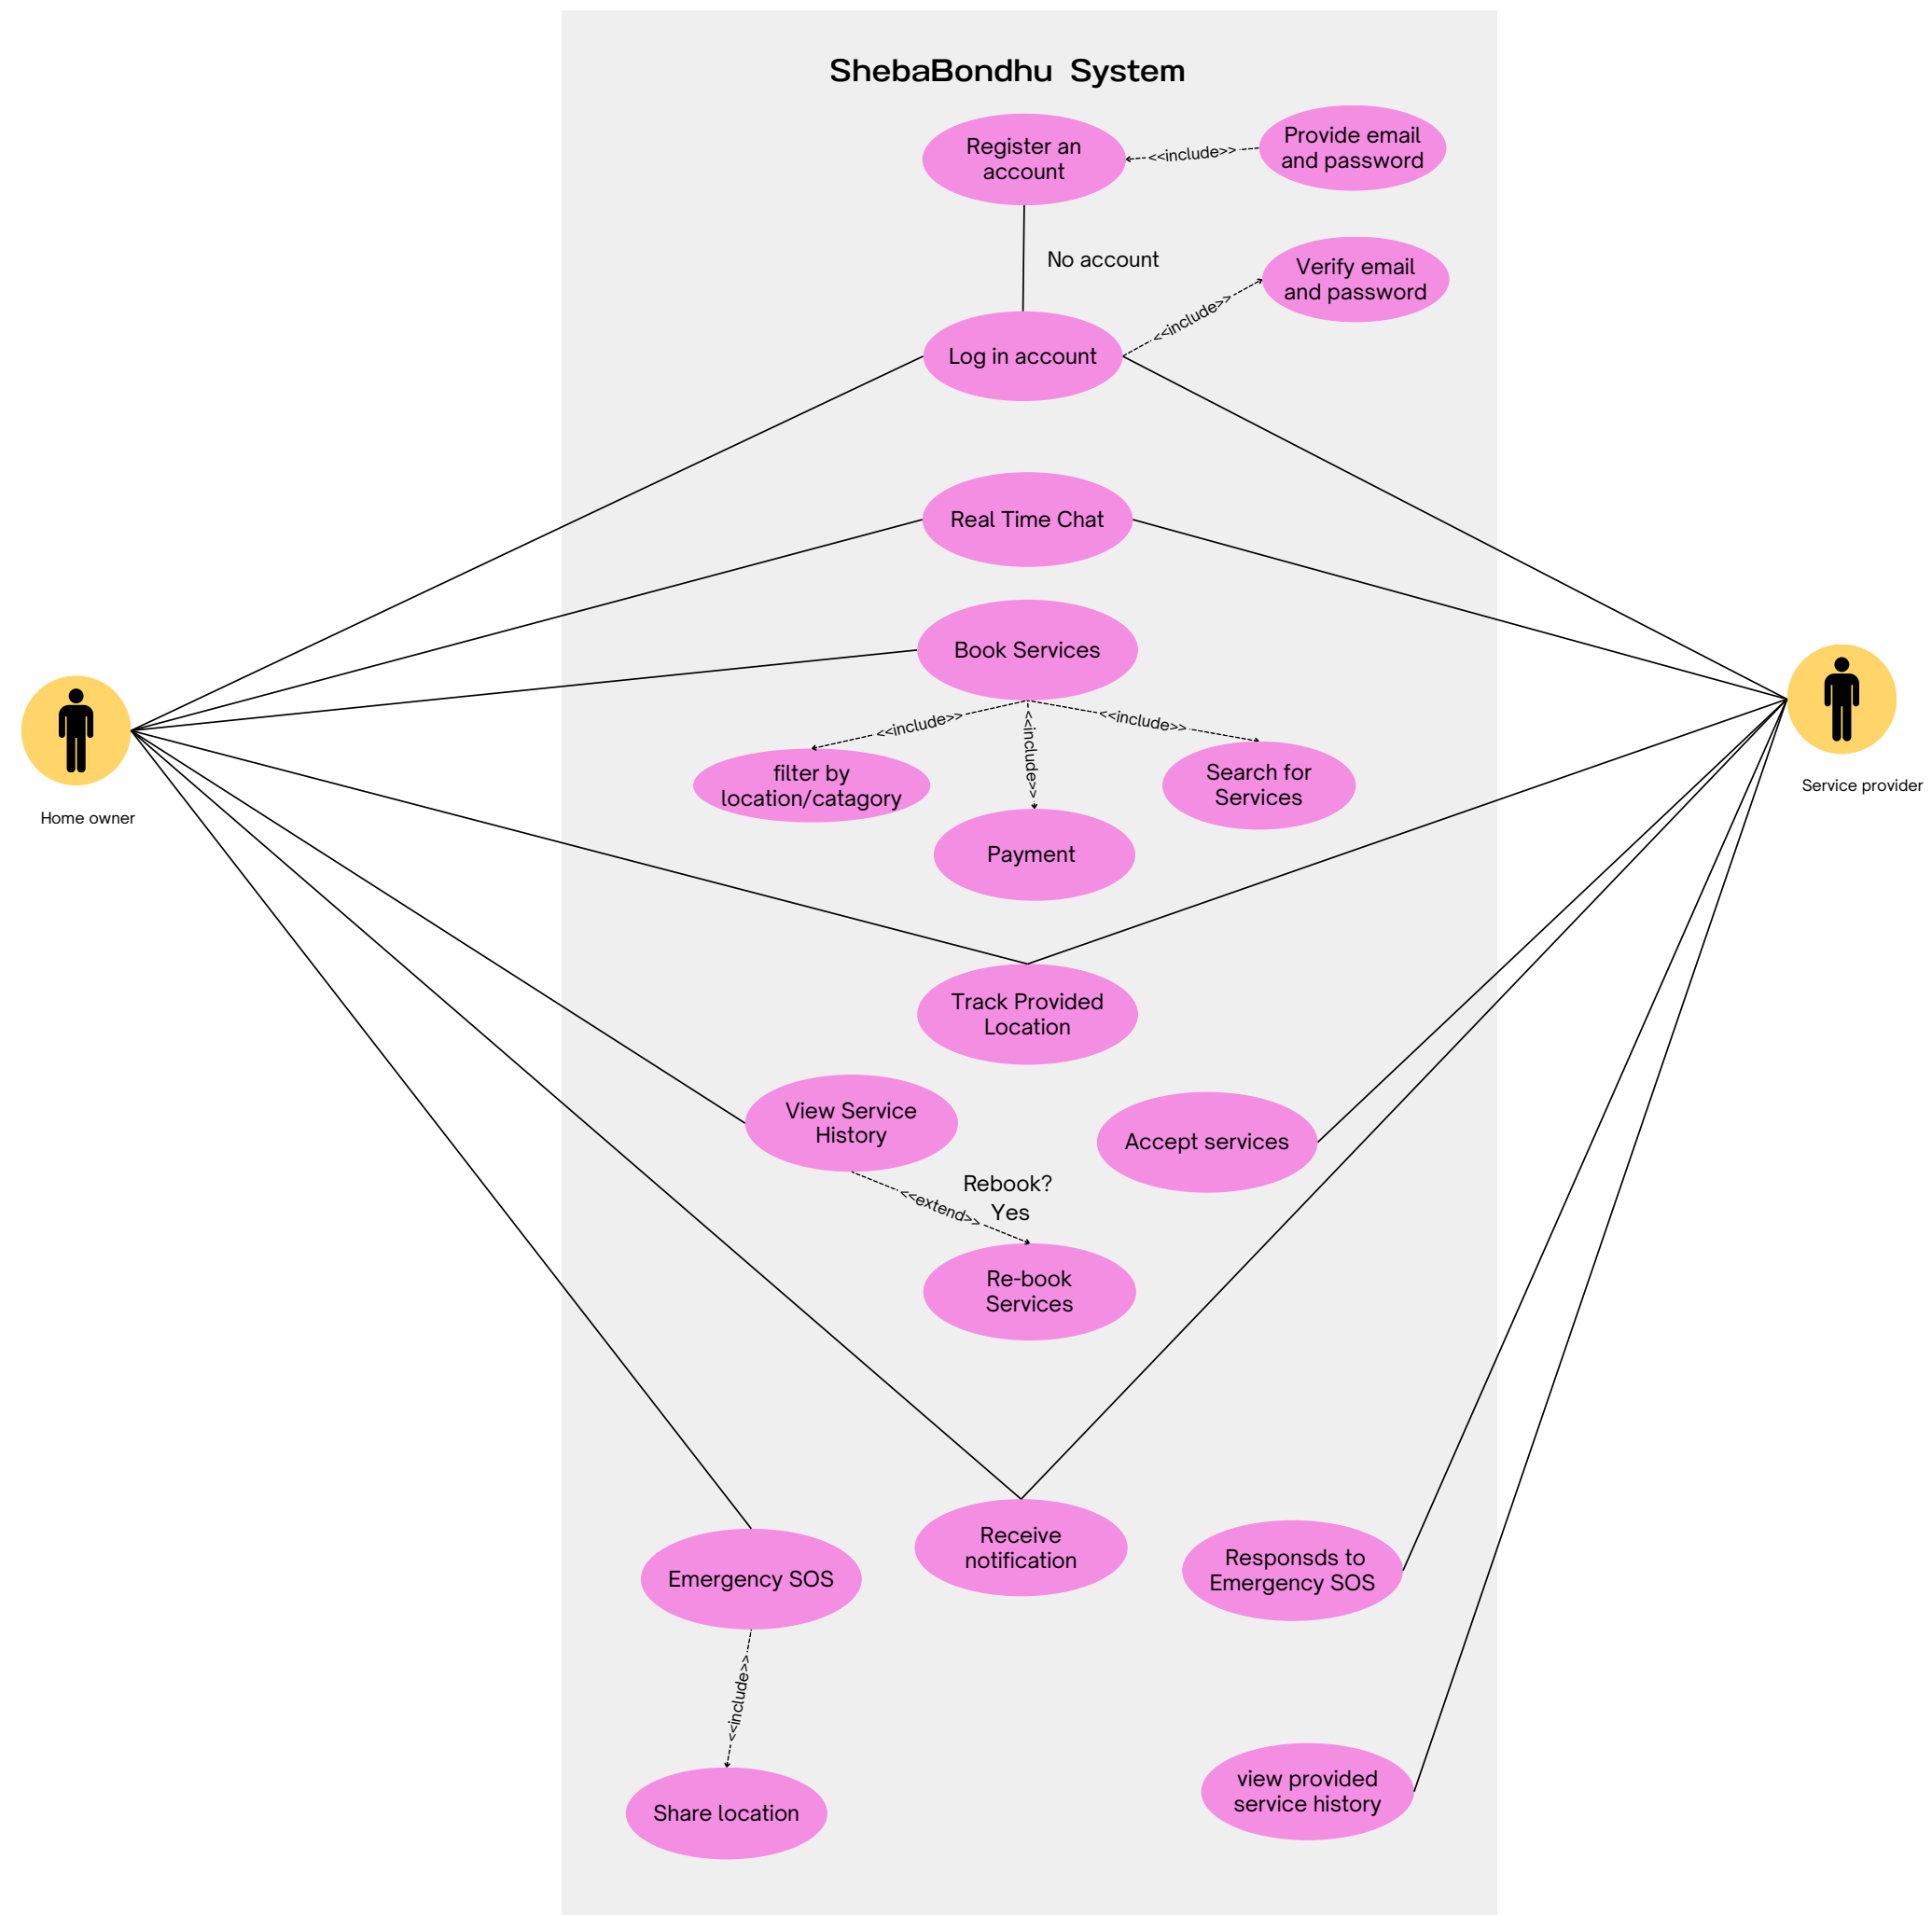 ShebaBondhu System
Register an
account
<<include>>
Provide email
and password
No account
Verify email
and password
<<include>>
Log in account
Real Time Chat
Book Services
<<include>>
<<include>>
<<include>>
filter by
location/catagory
Search for
Services
Payment
Home owner
Service provider
Track Provided
Location
View Service
History
Accept services
Rebook?
Yes
<<extend>>
Re-book
Services
Receive
notification
Emergency SOS
Responsds to
Emergency SOS
<<include>>
Share location
view provided
service history